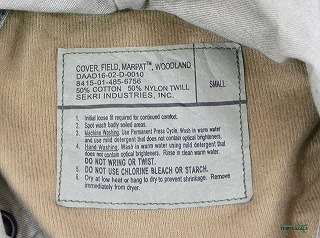 COVER, FIELD, MARPAT™, WOODLAND
DAAD16-02-D-0010
8415-01-485-6756
50% COTTON 50% NYLON TWILL
SEKRI INDUSTRIES, INC.
SMALL
1. Initial loose fit required for continued comfort.
2. Spot wash badly soiled areas.
3. Machine Washing. Use Permanent Press Cycle. Wash in warm water
and use mild detergent that does not contain optical brighteners.
4. Hand Washing. Wash in warm water using mild detergent that
does not contain optical brighteners. Rinse in clean warm water.
DO NOT WRING OR TWIST.
5. DO NOT USE CHLORINE BLEACH OR STARCH.
6. Dry at low heat or hang to dry to prevent shrinkage. Remove
immediately from dryer.